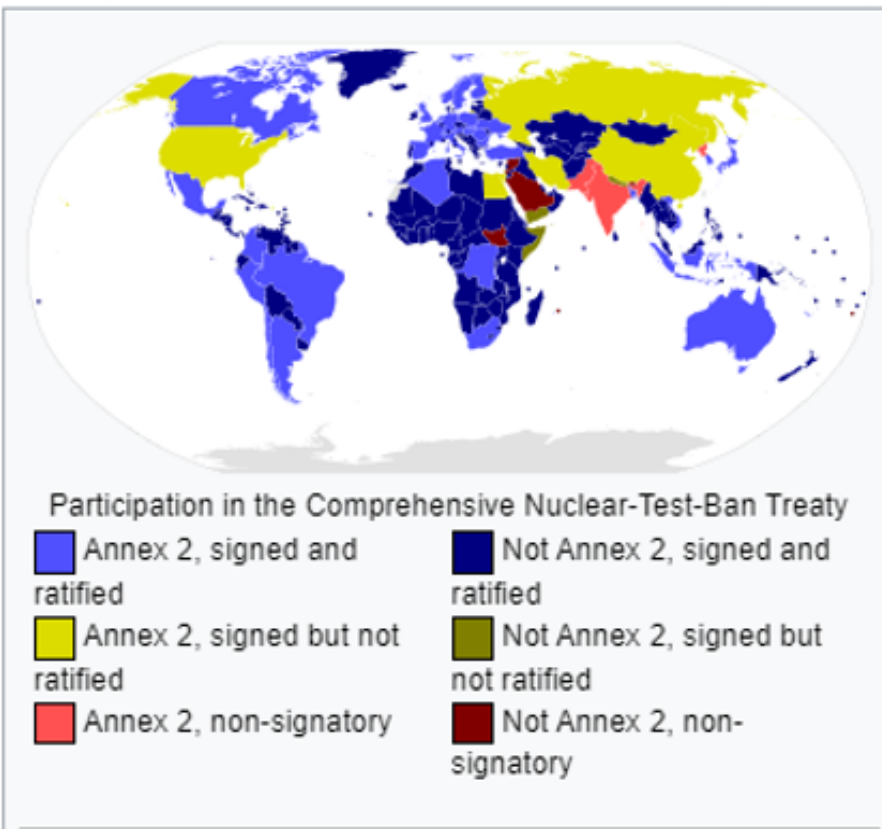 Participation in the Comprehensive Nuclear-Test-Ban Treaty
Annex 2, signed and
ratified
Not Annex 2, signed and
ratified
Annex 2, signed but not
ratified
Not Annex 2, signed but
not ratified
Annex 2, non-signatory
Not Annex 2, non-
signatory